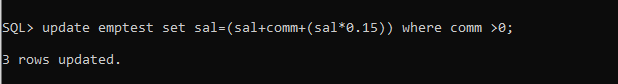 SQL> update emptest set sal=(sal+comm+(sal*0.15)) where comm >0;
3 rows updated.